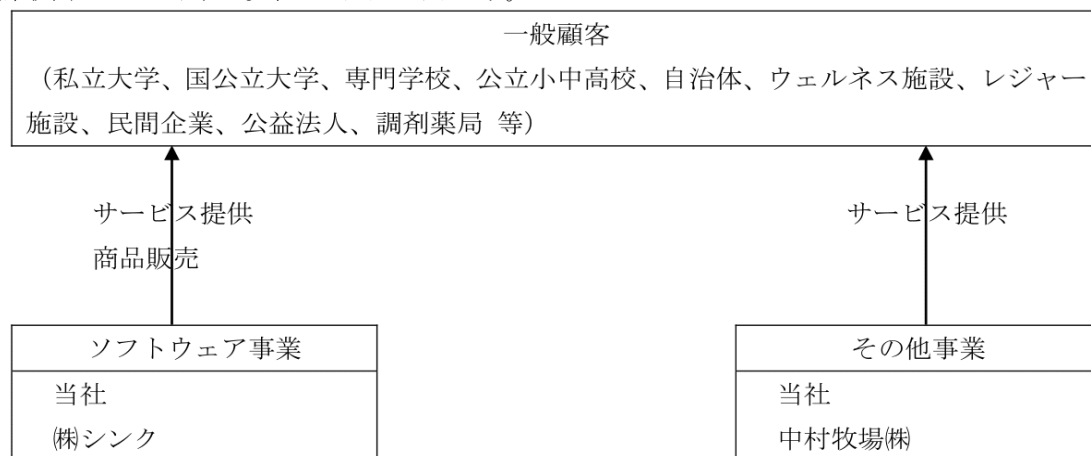 一般顧客
(私立大学、国公立大学、専門学校、公立小中高校、自治体、ウェルネス施設、レジャー
施設、民間企業、公益法人、調剤薬局 等)
サービス提供
商品販売
サービス提供
ソフトウェア事業
当社
㈱シンク
その他事業
当社
中村牧場㈱